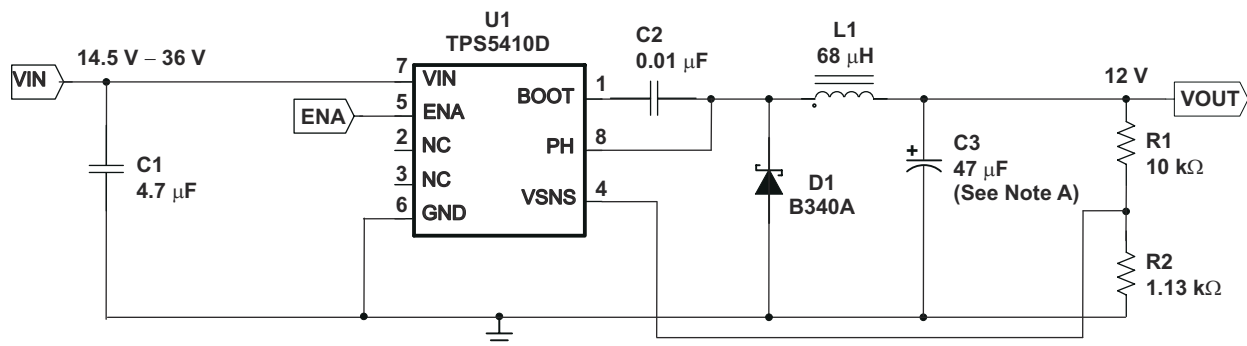 U1
TPS5410D
C2
0.01 μF
L1
68 μH
14.5 V – 36 V
12 V
VIN
VOUT
ENA
7
VIN
5
ENA
2
NC
3
NC
6
GND
BOOT
1
PH
8
VSNS
4
C1
4.7 μF
D1
B340A
+
C3
47 μF
(See Note A)
R1
10 kΩ
R2
1.13 kΩ